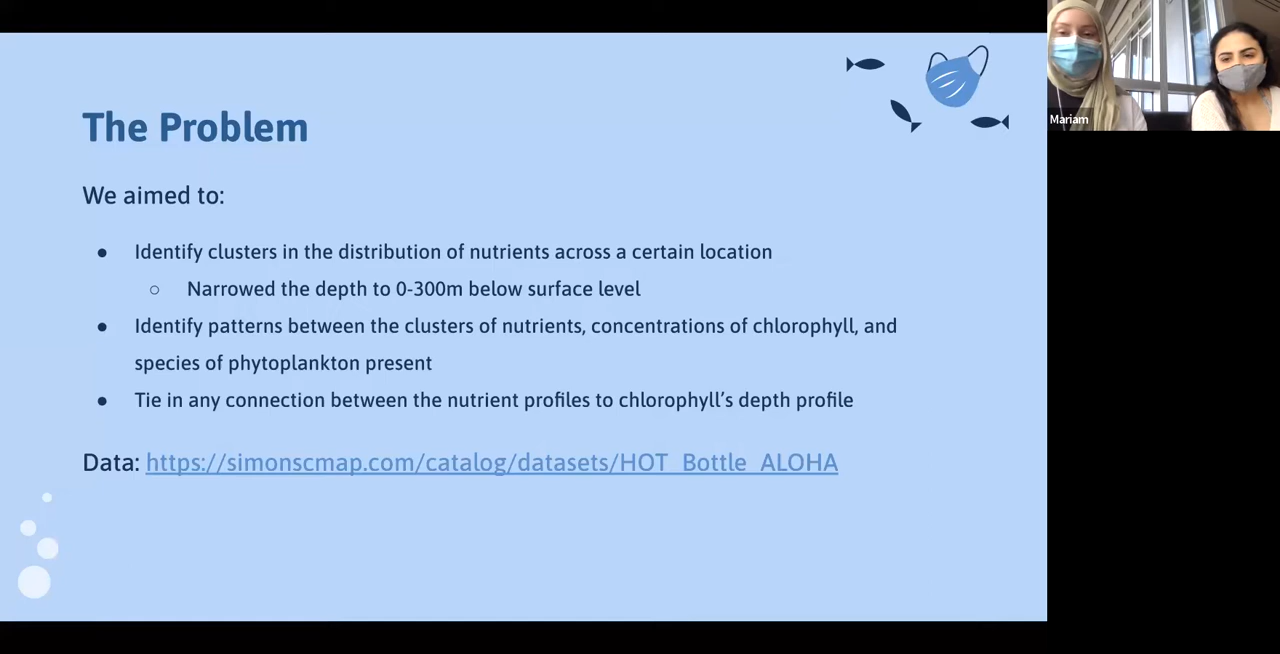 The Problem
We aimed to:
● Identify clusters in the distribution of nutrients across a certain location
○ Narrowed the depth to 0-300m below surface level
● Identify patterns between the clusters of nutrients, concentrations of chlorophyll, and
species of phytoplankton present
● Tie in any connection between the nutrient profiles to chlorophyll's depth profile
Data: https://simonscmap.com/catalog/datasets/HOT_Bottle_ALOHA
Mariam